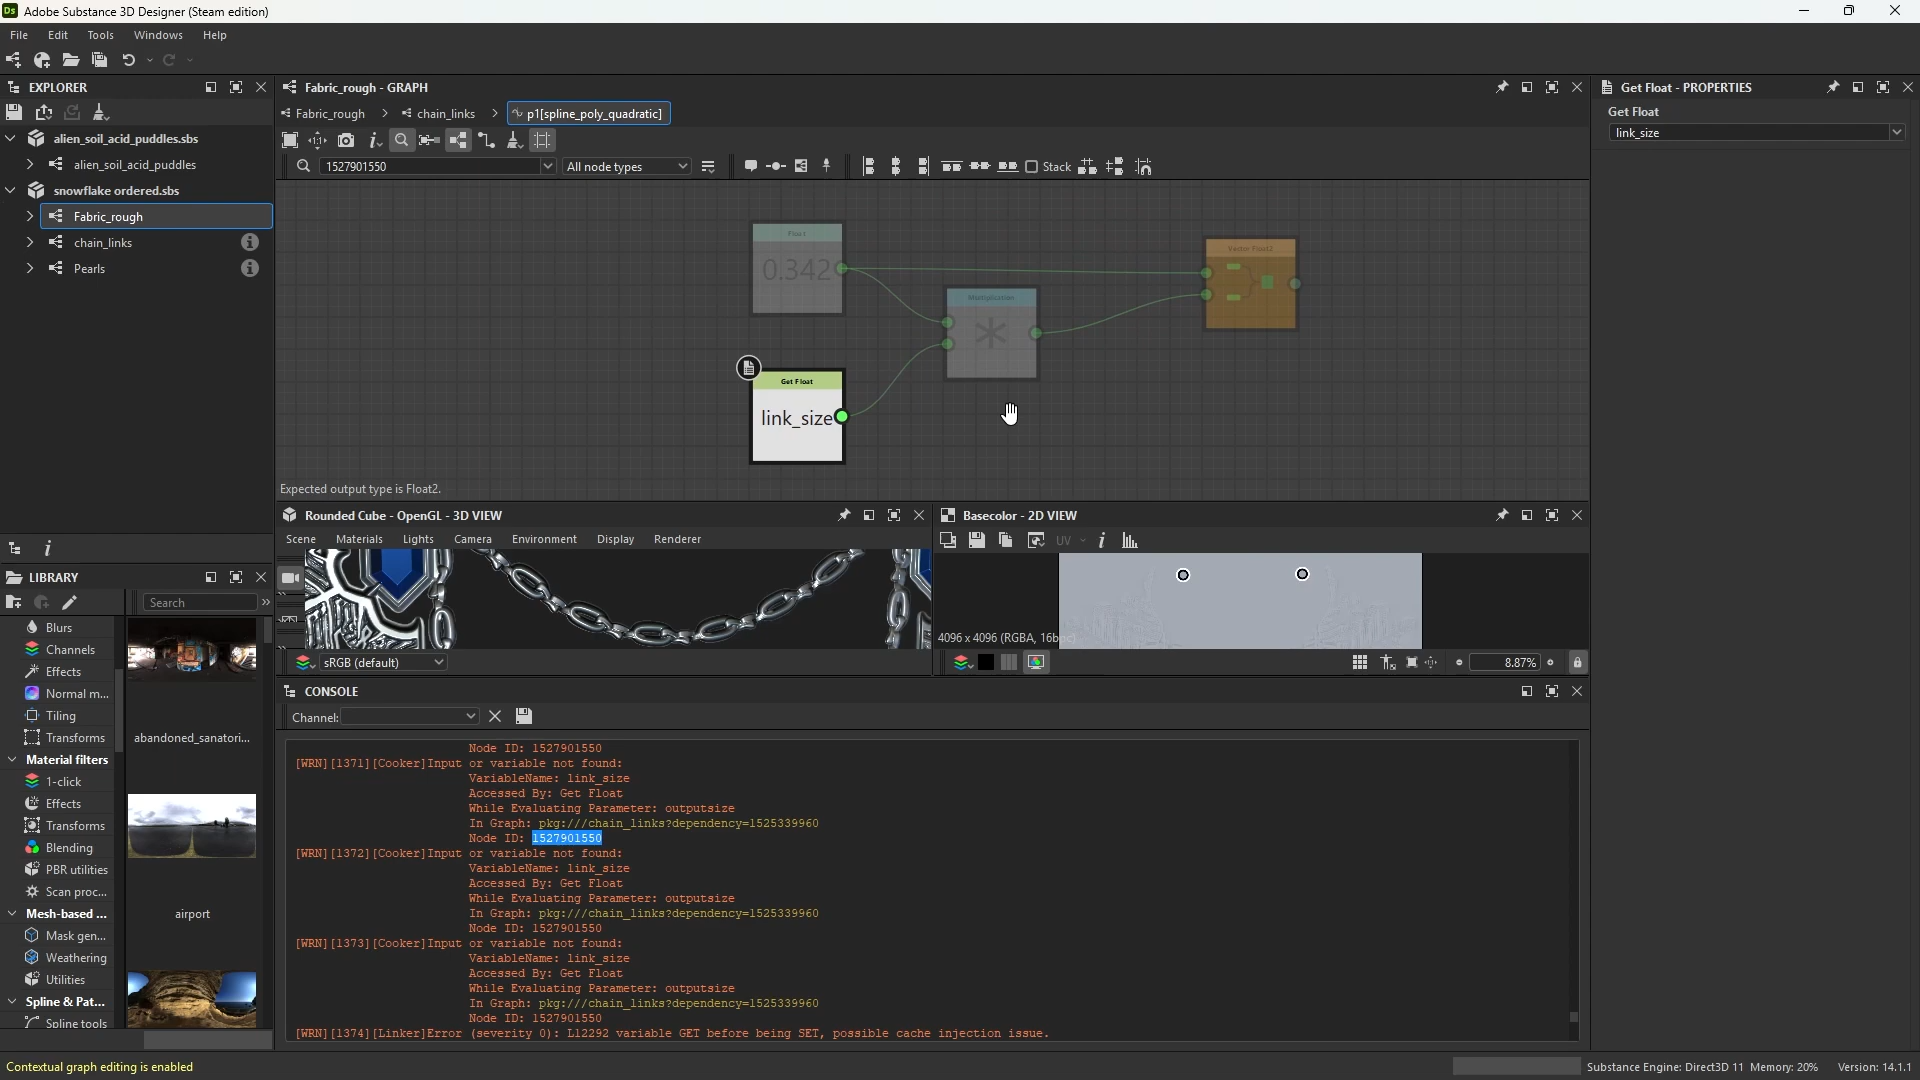 Ds Adobe Substance 3D Designer (Steam edition)
File Edit Tools Windows Help
EXPLORER
alien_soil_acid_puddles.sbs
alien_soil_acid_puddles
snowflake ordered.sbs
Fabric_rough
chain_links
Pearls
Fabric_rough - GRAPH
Fabric_rough > chain_links > p1[spline_poly_quadratic]
1527901550 All node types Stack
Float
0.342
Multiplication
Vector Float2
Get Float
link_size
Expected output type is Float2.
Get Float - PROPERTIES
Get Float
link_size
Rounded Cube - OpenGL - 3D VIEW
Scene Materials Lights Camera Environment Display Renderer
sRGB (default)
Basecolor - 2D VIEW
UV
4096 x 4096 (RGBA, 16bpc)
8.87%
LIBRARY
Search
Blurs
Channels
Effects
Normal m...
Tiling
Transforms
Material filters
1-click
Effects
Transforms
Blending
PBR utilities
Scan proc...
Mesh-based ...
Mask gen...
Weathering
Utilities
Spline & Pat...
Spline tools
abandoned_sanatori...
airport
CONSOLE
Channel:
Node ID: 1527901550
[WRN][1371][Cooker]Input or variable not found:
VariableName: link_size
Accessed By: Get Float
While Evaluating Parameter: outputsize
In Graph: pkg:///chain_links?dependency=1525339960
Node ID: 1527901550
[WRN][1372][Cooker]Input or variable not found:
VariableName: link_size
Accessed By: Get Float
While Evaluating Parameter: outputsize
In Graph: pkg:///chain_links?dependency=1525339960
Node ID: 1527901550
[WRN][1373][Cooker]Input or variable not found:
VariableName: link_size
Accessed By: Get Float
While Evaluating Parameter: outputsize
In Graph: pkg:///chain_links?dependency=1525339960
Node ID: 1527901550
[WRN][1374][Linker]Error (severity 0): L12292 variable GET before being SET, possible cache injection issue.
Contextual graph editing is enabled
Substance Engine: Direct3D 11 Memory: 20% Version: 14.1.1